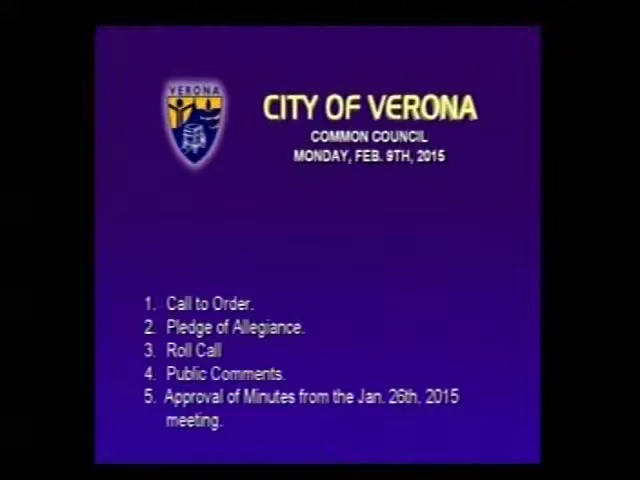 VERONA
CITY OF VERONA
COMMON COUNCIL
MONDAY, FEB. 9TH, 2015
1. Call to Order.
2. Pledge of Allegiance.
3. Roll Call
4. Public Comments.
5. Approval of Minutes from the Jan. 26th, 2015
meeting.